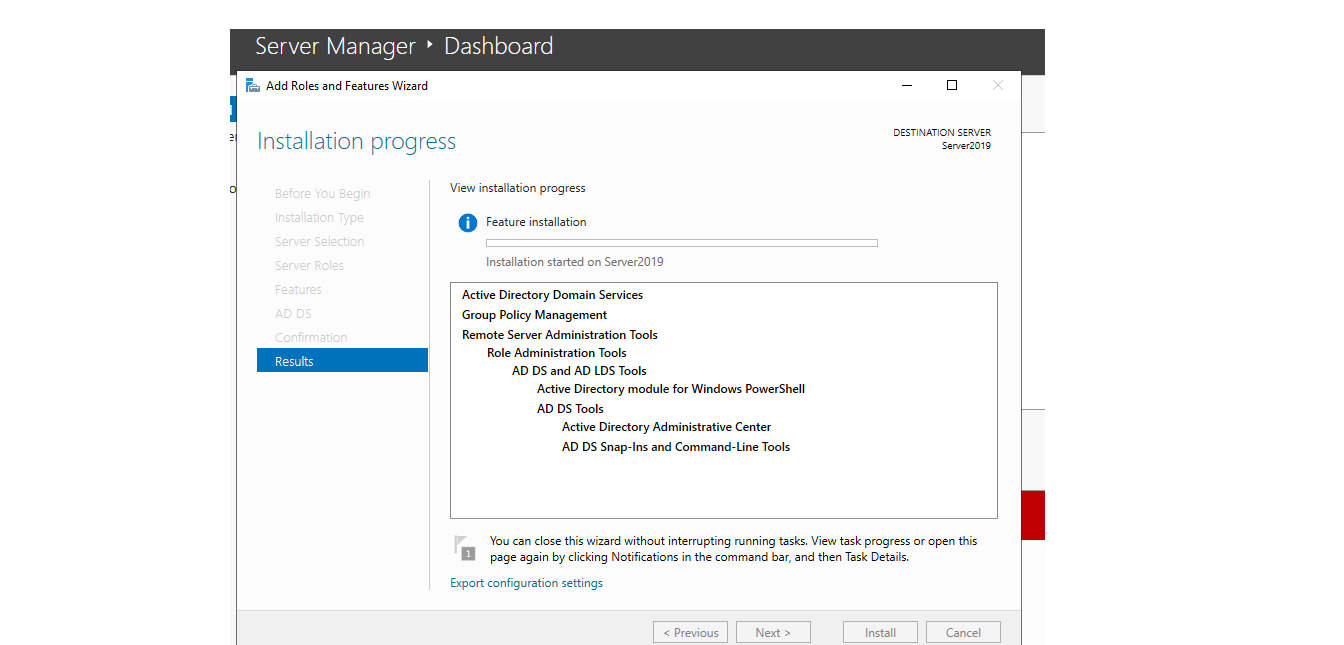 Server Manager ‣ Dashboard
Add Roles and Features Wizard
Installation progress
DESTINATION SERVER
Server2019
Before You Begin
Installation Type
Server Selection
Server Roles
Features
AD DS
Confirmation
Results
View installation progress
Feature installation
Installation started on Server2019
Active Directory Domain Services
Group Policy Management
Remote Server Administration Tools
Role Administration Tools
AD DS and AD LDS Tools
Active Directory module for Windows PowerShell
AD DS Tools
Active Directory Administrative Center
AD DS Snap-Ins and Command-Line Tools
1
You can close this wizard without interrupting running tasks. View task progress or open this
page again by clicking Notifications in the command bar, and then Task Details.
Export configuration settings
< Previous Next > Install Cancel